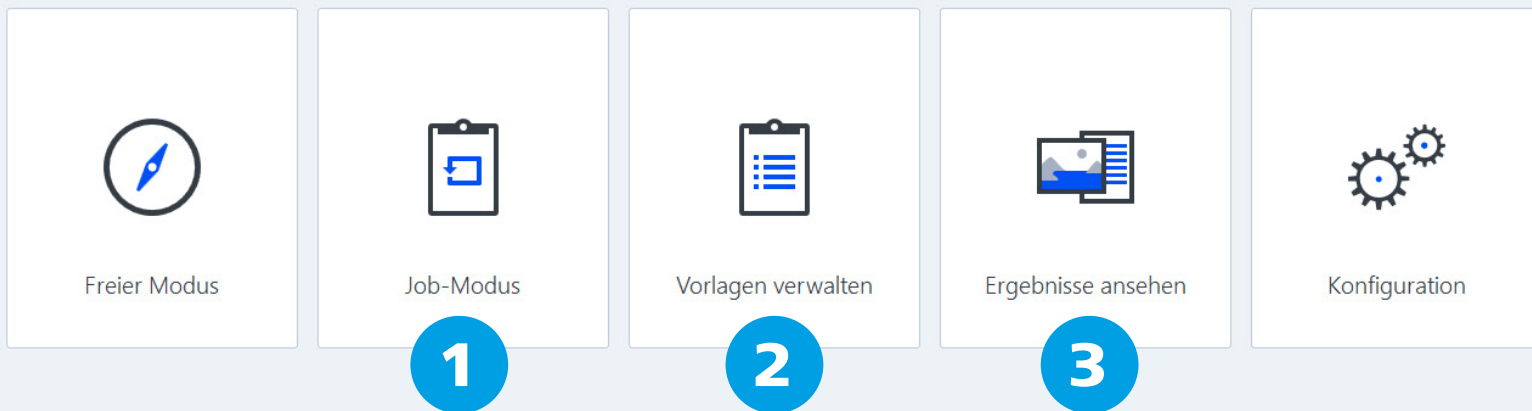 Freier Modus
Job-Modus
Vorlagen verwalten
Ergebnisse ansehen
Konfiguration
1
2
3